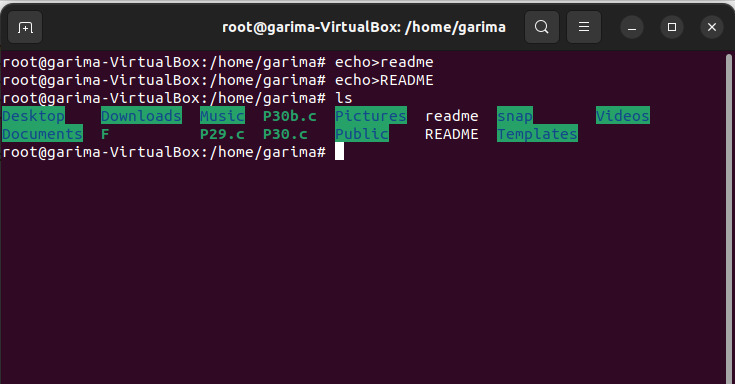 root@garima-VirtualBox: /home/garima
root@garima-VirtualBox:/home/garima# echo>readme
root@garima-VirtualBox:/home/garima# echo>README
root@garima-VirtualBox:/home/garima# ls
Desktop    Downloads  Music  P30b.c  Pictures  readme  snap       Videos
Documents  F          P29.c  P30.c   Public    README  Templates
root@garima-VirtualBox:/home/garima#